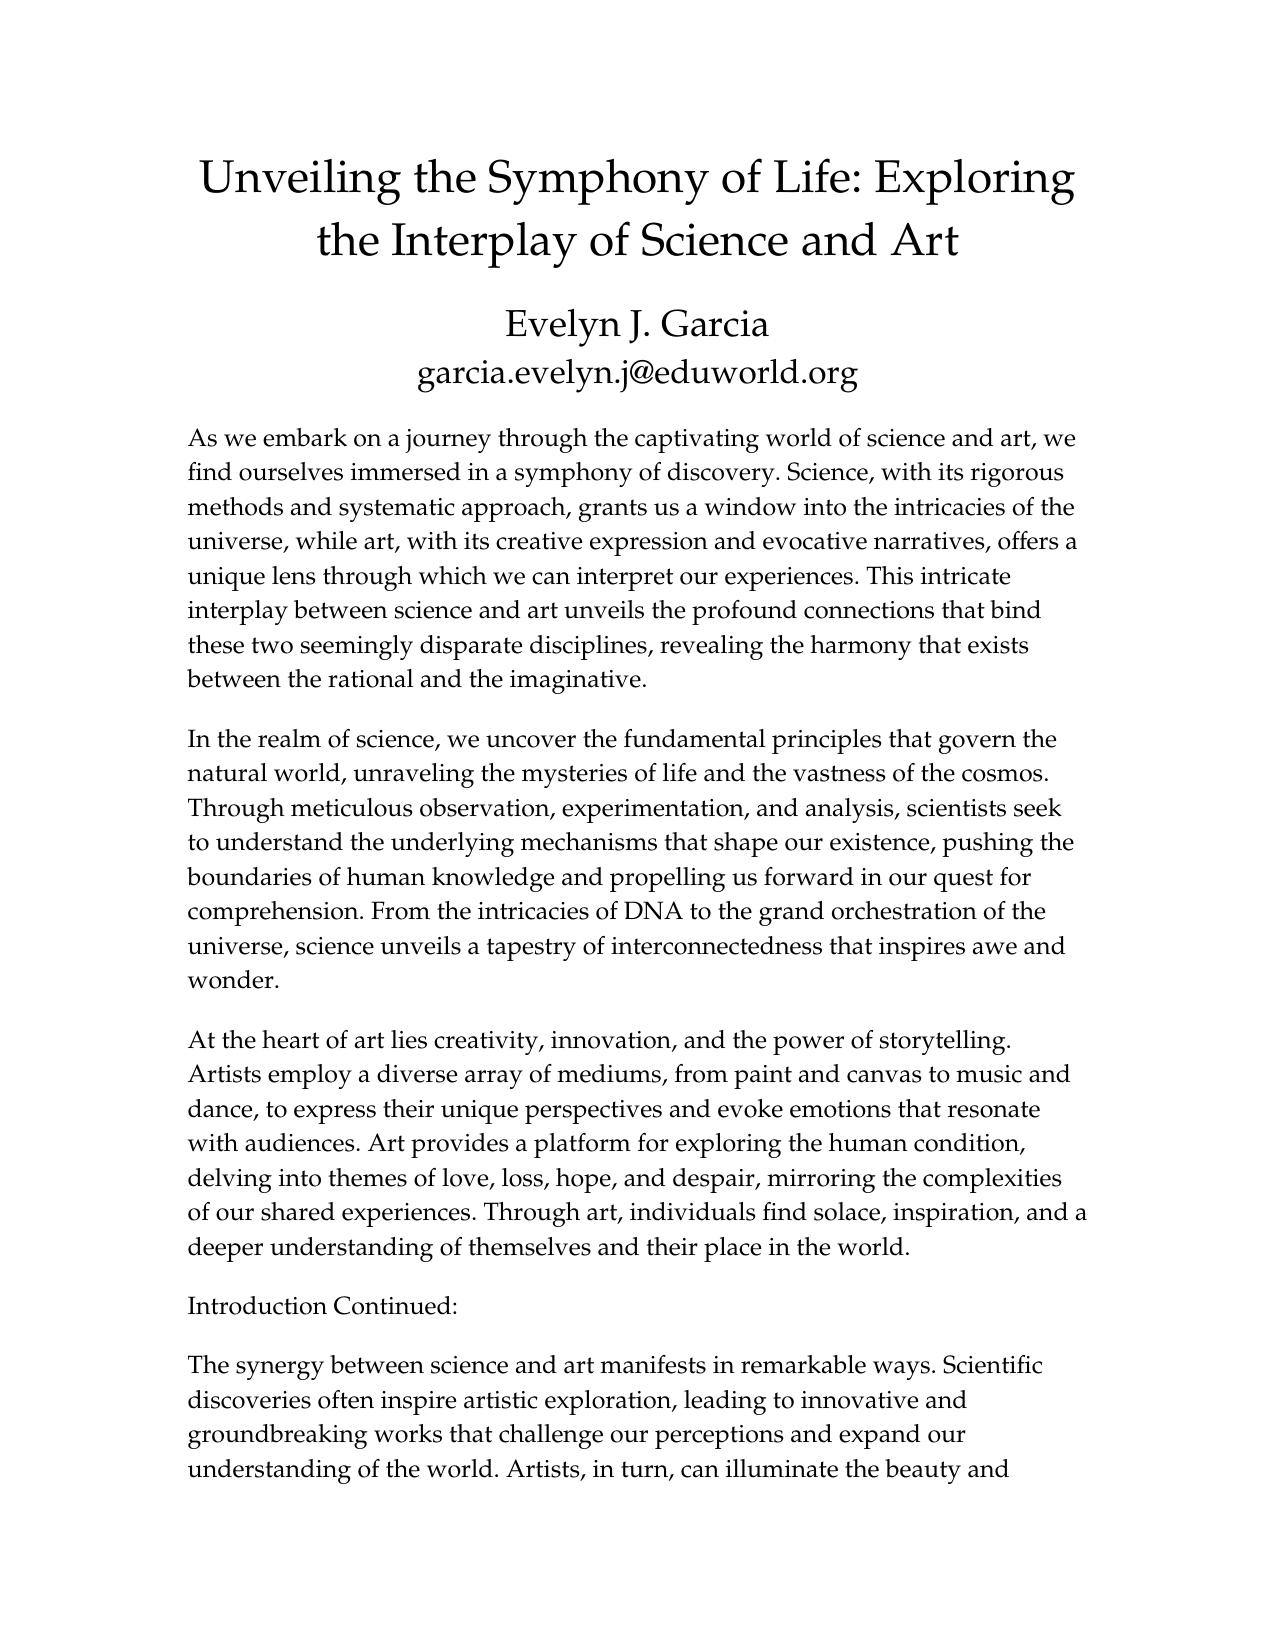 Unveiling the Symphony of Life: Exploring
the Interplay of Science and Art
Evelyn J. Garcia
garcia.evelyn.j@eduworld.org
As we embark on a journey through the captivating world of science and art, we
find ourselves immersed in a symphony of discovery. Science, with its rigorous
methods and systematic approach, grants us a window into the intricacies of the
universe, while art, with its creative expression and evocative narratives, offers a
unique lens through which we can interpret our experiences. This intricate
interplay between science and art unveils the profound connections that bind
these two seemingly disparate disciplines, revealing the harmony that exists
between the rational and the imaginative.
In the realm of science, we uncover the fundamental principles that govern the
natural world, unraveling the mysteries of life and the vastness of the cosmos.
Through meticulous observation, experimentation, and analysis, scientists seek
to understand the underlying mechanisms that shape our existence, pushing the
boundaries of human knowledge and propelling us forward in our quest for
comprehension. From the intricacies of DNA to the grand orchestration of the
universe, science unveils a tapestry of interconnectedness that inspires awe and
wonder.
At the heart of art lies creativity, innovation, and the power of storytelling.
Artists employ a diverse array of mediums, from paint and canvas to music and
dance, to express their unique perspectives and evoke emotions that resonate
with audiences. Art provides a platform for exploring the human condition,
delving into themes of love, loss, hope, and despair, mirroring the complexities
of our shared experiences. Through art, individuals find solace, inspiration, and a
deeper understanding of themselves and their place in the world.
Introduction Continued:
The synergy between science and art manifests in remarkable ways. Scientific
discoveries often inspire artistic exploration, leading to innovative and
groundbreaking works that challenge our perceptions and expand our
understanding of the world. Artists, in turn, can illuminate the beauty and